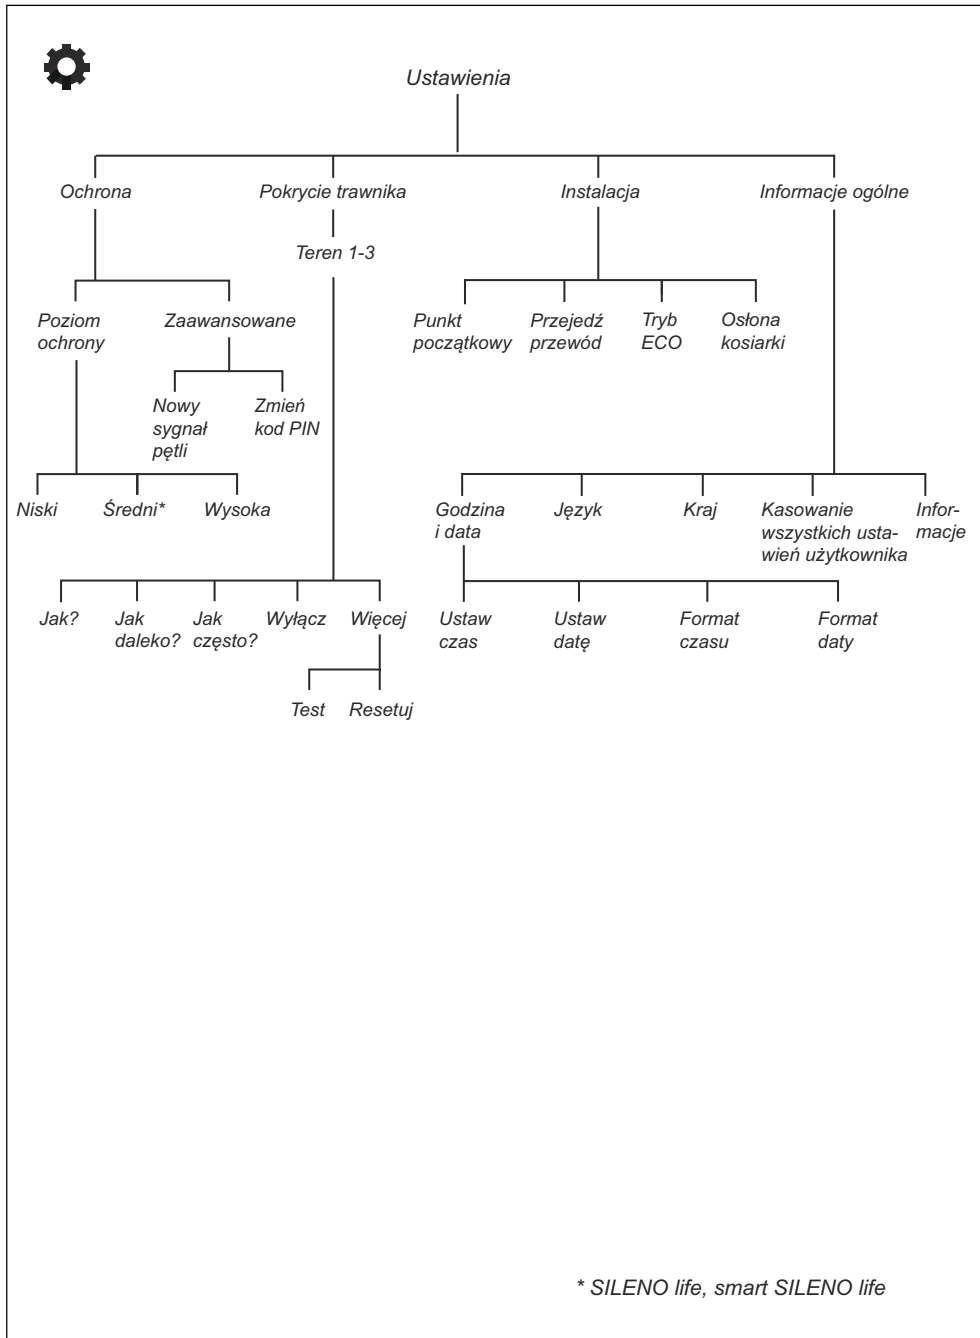 Ustawienia
Ochrona
Pokrycie trawnika
Instalacja
Informacje ogólne
Teren 1-3
Poziom
ochrony
Zaawansowane
Punkt
początkowy
Przejedź
przewód
Tryb
ECO
Osłona
kosiarki
Nowy
sygnał
pętli
Zmień
kod PIN
Niski
Średni*
Wysoka
Godzina
i data
Język
Kraj
Kasowanie
wszystkich usta-
wień użytkownika
Infor-
macje
Jak?
Jak
daleko?
Jak
często?
Wyłącz
Więcej
Ustaw
czas
Ustaw
datę
Format
czasu
Format
daty
Test
Resetuj
* SILENO life, smart SILENO life